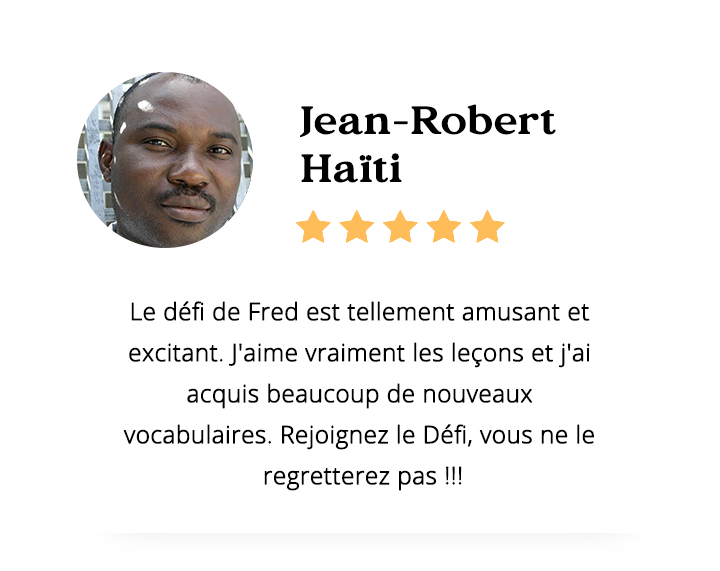 Jean-Robert
Haïti
Le défi de Fred est tellement amusant et
excitant. J'aime vraiment les leçons et j'ai
acquis beaucoup de nouveaux
vocabulaires. Rejoignez le Défi, vous ne le
regretterez pas !!!